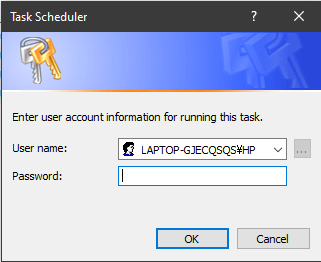 Task Scheduler
?
Enter user account information for running this task.
User name:
LAPTOP-GJECQSQS¥HP
...
Password:
OK
Cancel